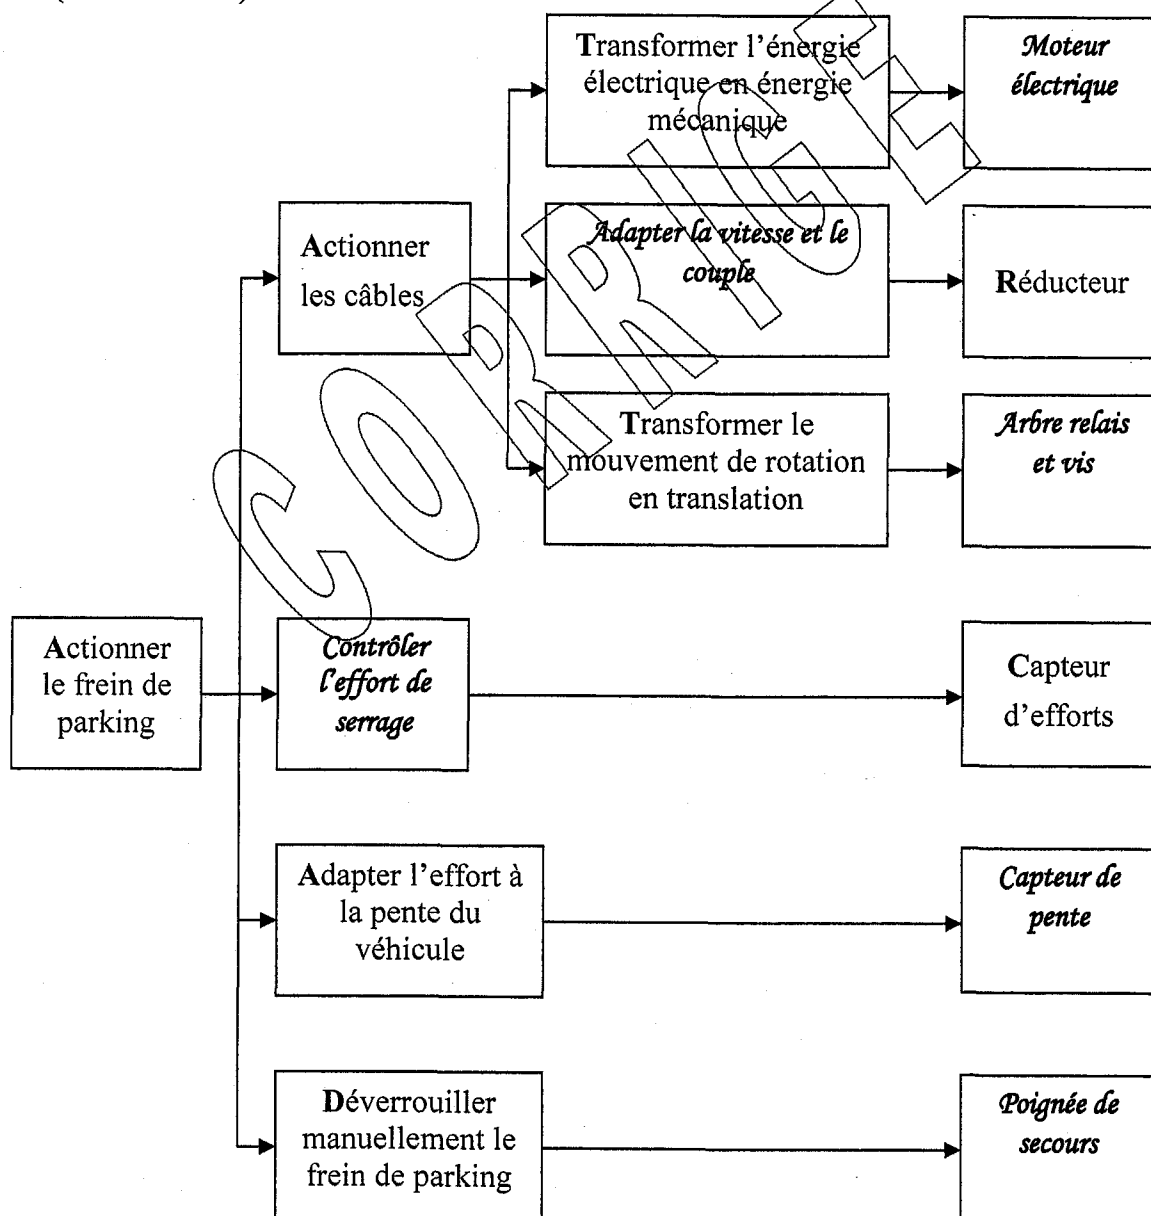 Transformer l'énergie
électrique en énergie
mécanique
Moteur
électrique
Actionner
les câbles
Adapter la vitesse et le
couple
Réducteur
Transformer le
mouvement de rotation
en translation
Arbre relais
et vis
CORRIGE
Actionner
le frein de
parking
Contrôler
l'effort de
serrage
Capteur
d'efforts
Adapter l'effort à
la pente du
véhicule
Capteur de
pente
Déverrouiller
manuellement le
frein de parking
Poignée de
secours